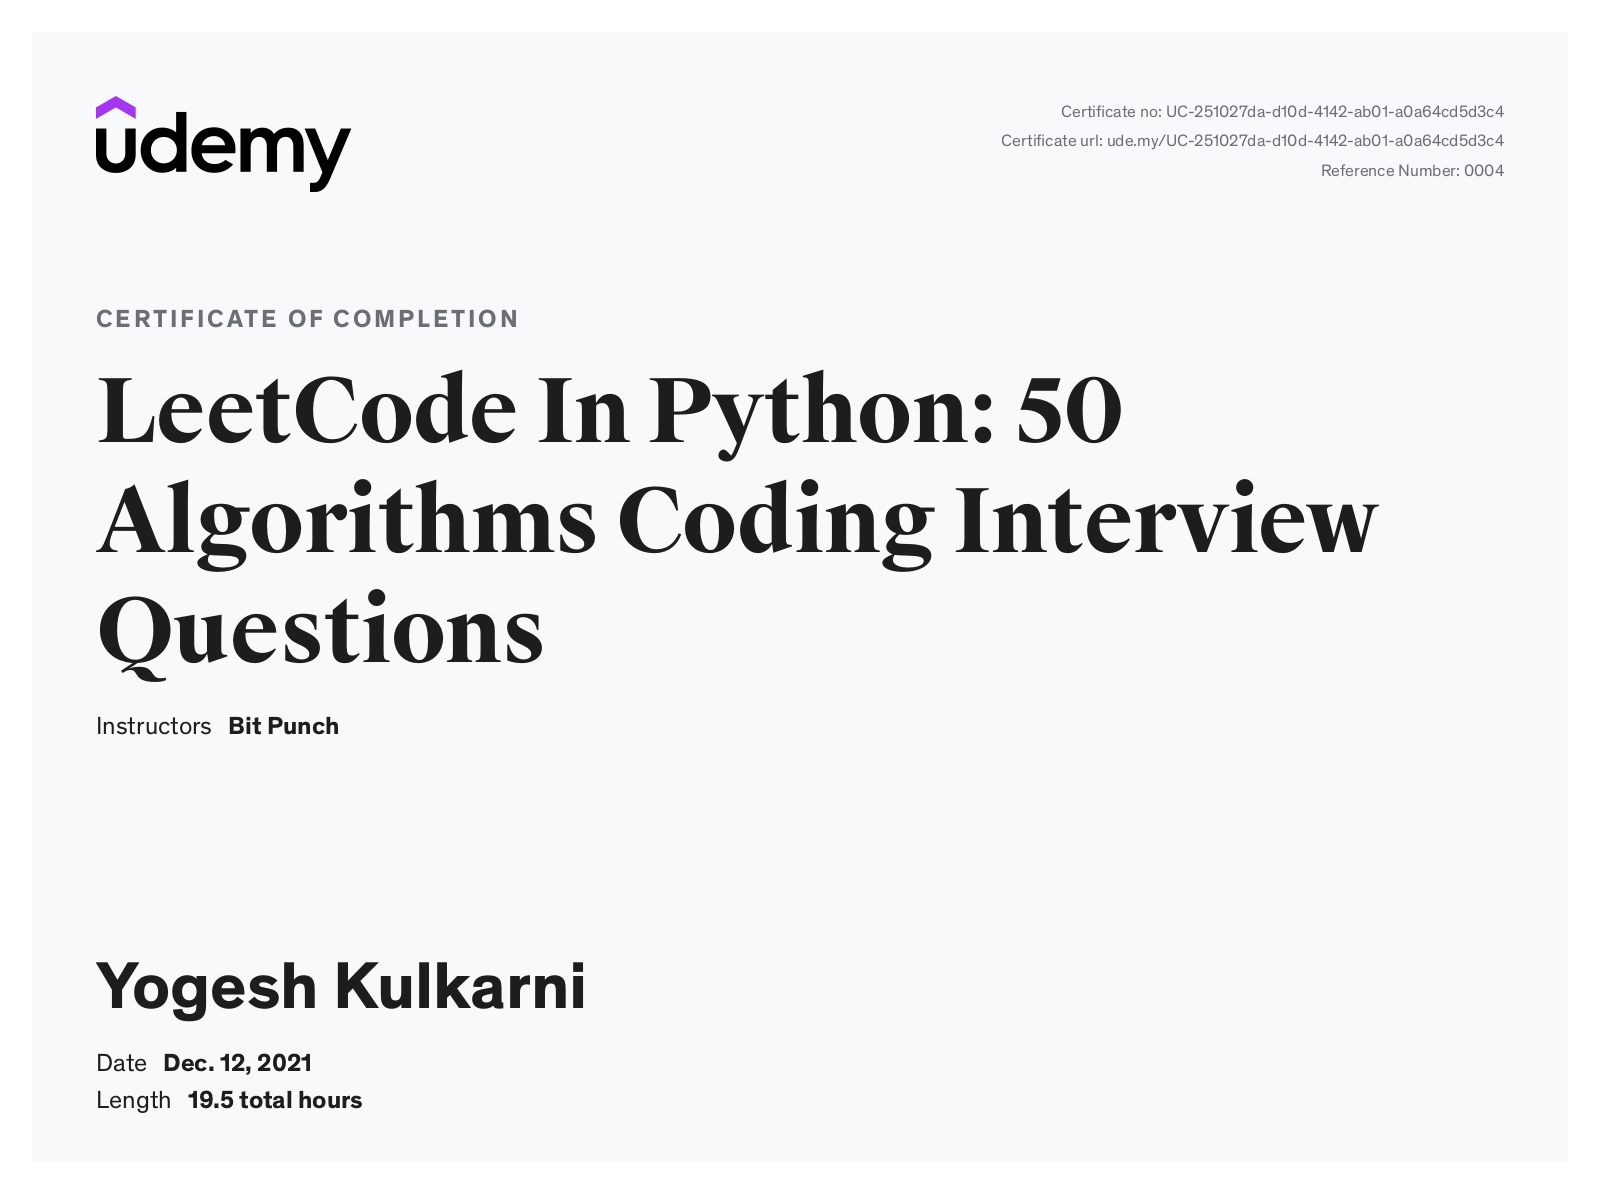 udemy
Certificate no: UC-251027da-d10d-4142-ab01-a0a64cd5d3c4
Certificate url: ude.my/UC-251027da-d10d-4142-ab01-a0a64cd5d3c4
Reference Number: 0004
CERTIFICATE OF COMPLETION
LeetCode In Python: 50
Algorithms Coding Interview
Questions
Instructors Bit Punch
Yogesh Kulkarni
Date Dec. 12, 2021
Length 19.5 total hours